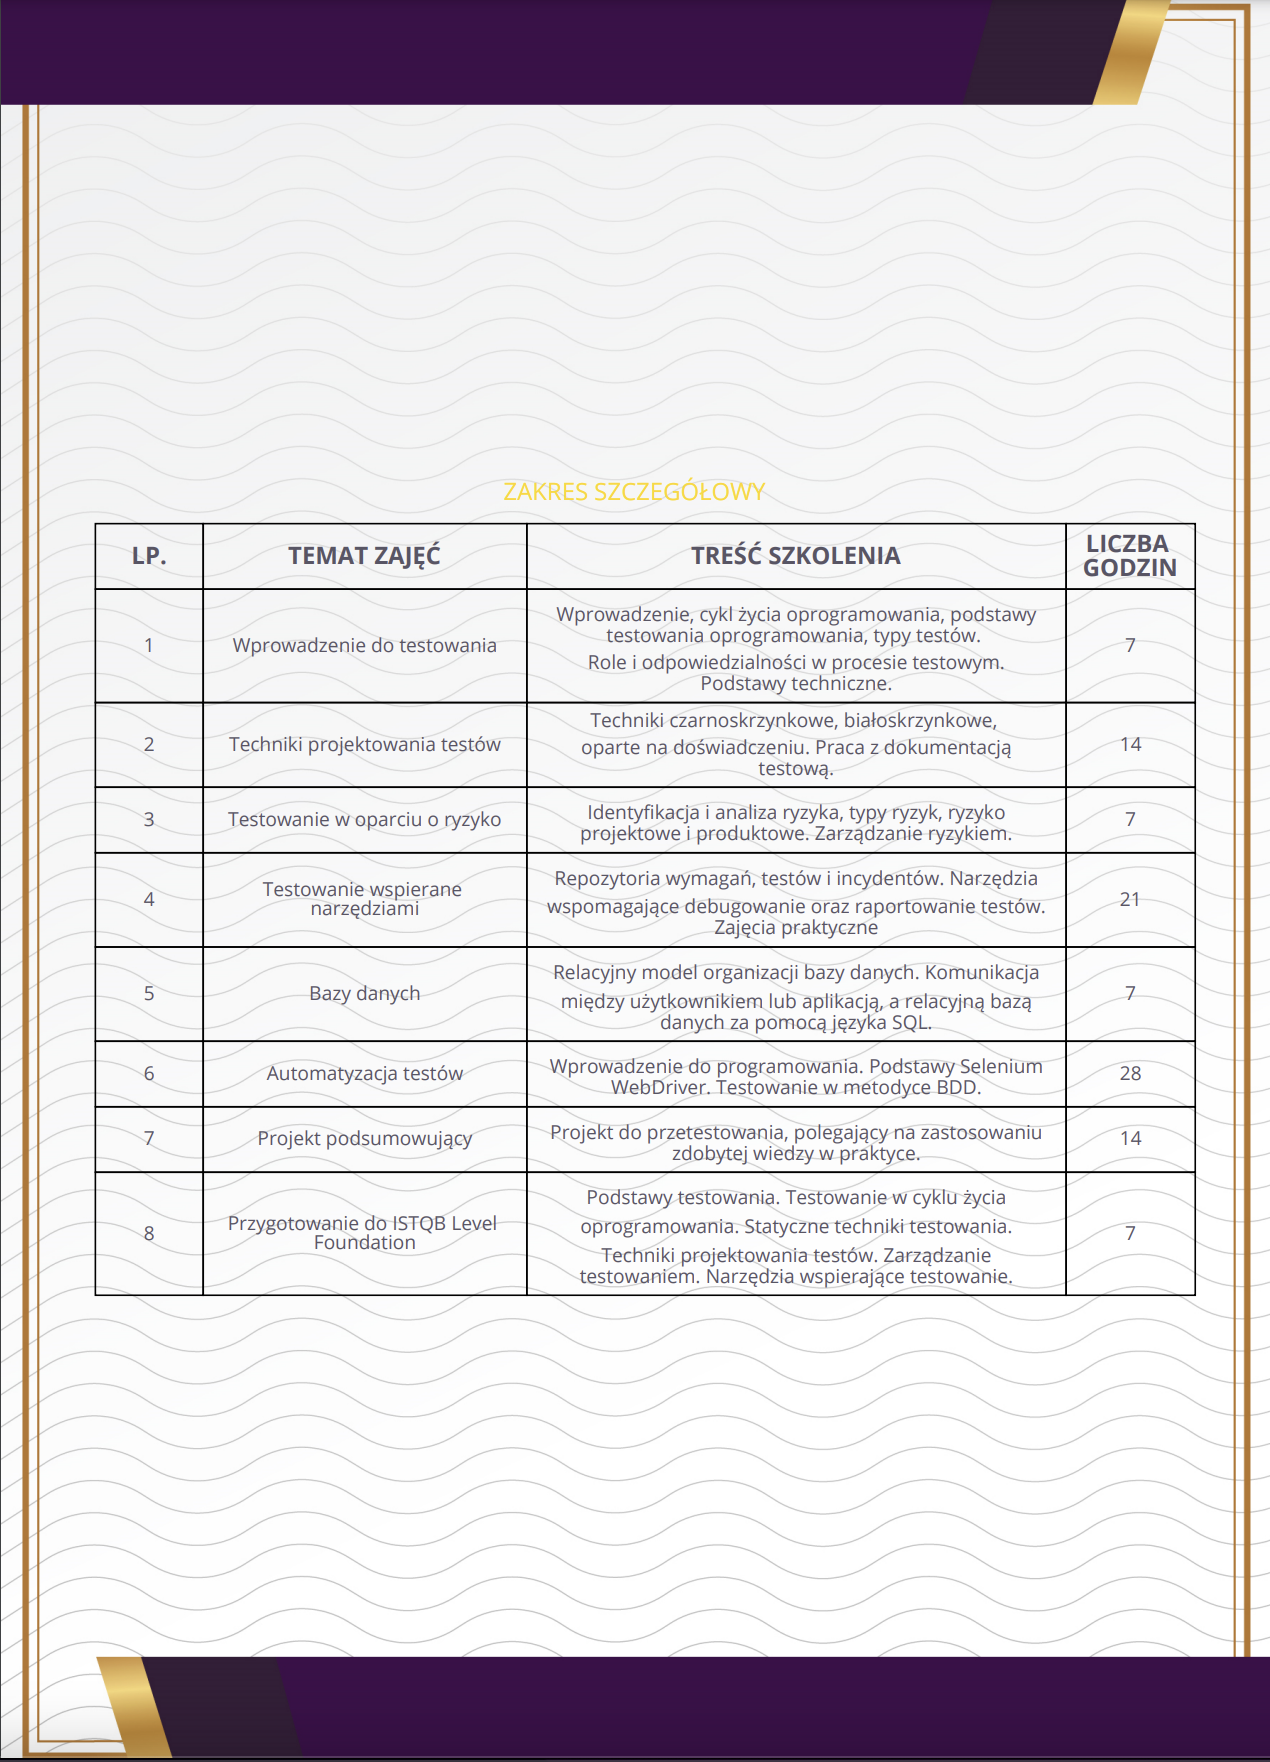 ZAKRES SZCZEGÓŁOWY
LP.
TEMAT ZAJĘĆ
TREŚĆ SZKOLENIA
LICZBA
GODZIN
1
Wprowadzenie do testowania
Wprowadzenie, cykl życia oprogramowania, podstawy
testowania oprogramowania, typy testów.
Role i odpowiedzialności w procesie testowym.
Podstawy techniczne.
7
2
Techniki projektowania testów
Techniki czarnoskrzynkowe, białoskrzynkowe,
oparte na doświadczeniu. Praca z dokumentacją
testową.
14
3
Testowanie w oparciu o ryzyko
Identyfikacja i analiza ryzyka, typy ryzyk, ryzyko
projektowe i produktowe. Zarządzanie ryzykiem.
7
4
Testowanie wspierane
narzędziami
Repozytoria wymagań, testów i incydentów. Narzędzia
wspomagające debugowanie oraz raportowanie testów.
Zajęcia praktyczne
21
5
Bazy danych
Relacyjny model organizacji bazy danych. Komunikacja
między użytkownikiem lub aplikacją, a relacyjną bazą
danych za pomocą języka SQL.
7
6
Automatyzacja testów
Wprowadzenie do programowania. Podstawy Selenium
WebDriver. Testowanie w metodyce BDD.
28
7
Projekt podsumowujący
Projekt do przetestowania, polegający na zastosowaniu
zdobytej wiedzy w praktyce.
14
8
Przygotowanie do ISTQB Level
Foundation
Podstawy testowania. Testowanie w cyklu życia
oprogramowania. Statyczne techniki testowania.
Techniki projektowania testów. Zarządzanie
testowaniem. Narzędzia wspierające testowanie.
7